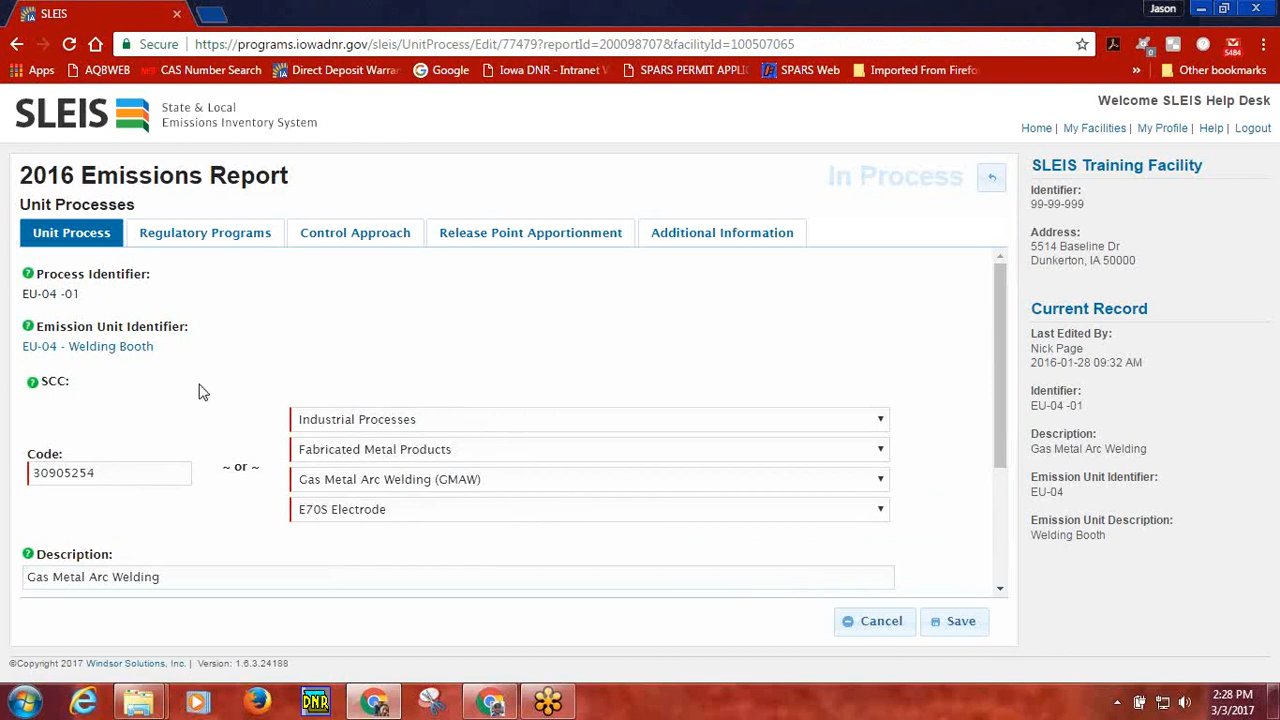 SLEIS
Jason
Secure
https://programs.iowadnr.gov/sleis/UnitProcess/Edit/77479?reportId=200098707&facilityId=100507065
5484
Apps
AQBWEB
CAS Number Search
Direct Deposit Warran
Google
Iowa DNR - Intranet W
SPARS PERMIT APPLIC
SPARS Web
Imported From Firefo
»
Other bookmarks
SLEIS
State & Local
Emissions Inventory System
Welcome SLEIS Help Desk
Home | My Facilities | My Profile | Help | Logout
2016 Emissions Report
In Process
Unit Processes
Unit Process
Regulatory Programs
Control Approach
Release Point Apportionment
Additional Information
Process Identifier:
EU-04 -01
Emission Unit Identifier:
EU-04 - Welding Booth
SCC:
Industrial Processes
Fabricated Metal Products
Code:
30905254
~ or ~
Gas Metal Arc Welding (GMAW)
E70S Electrode
Description:
Gas Metal Arc Welding
Cancel
Save
SLEIS Training Facility
Identifier:
99-99-999
Address:
5514 Baseline Dr
Dunkerton, IA 50000
Current Record
Last Edited By:
Nick Page
2016-01-28 09:32 AM
Identifier:
EU-04 -01
Description:
Gas Metal Arc Welding
Emission Unit Identifier:
EU-04
Emission Unit Description:
Welding Booth
©Copyright 2017 Windsor Solutions, Inc. | Version: 1.6.3.24188
DNR
2:28 PM
3/3/2017